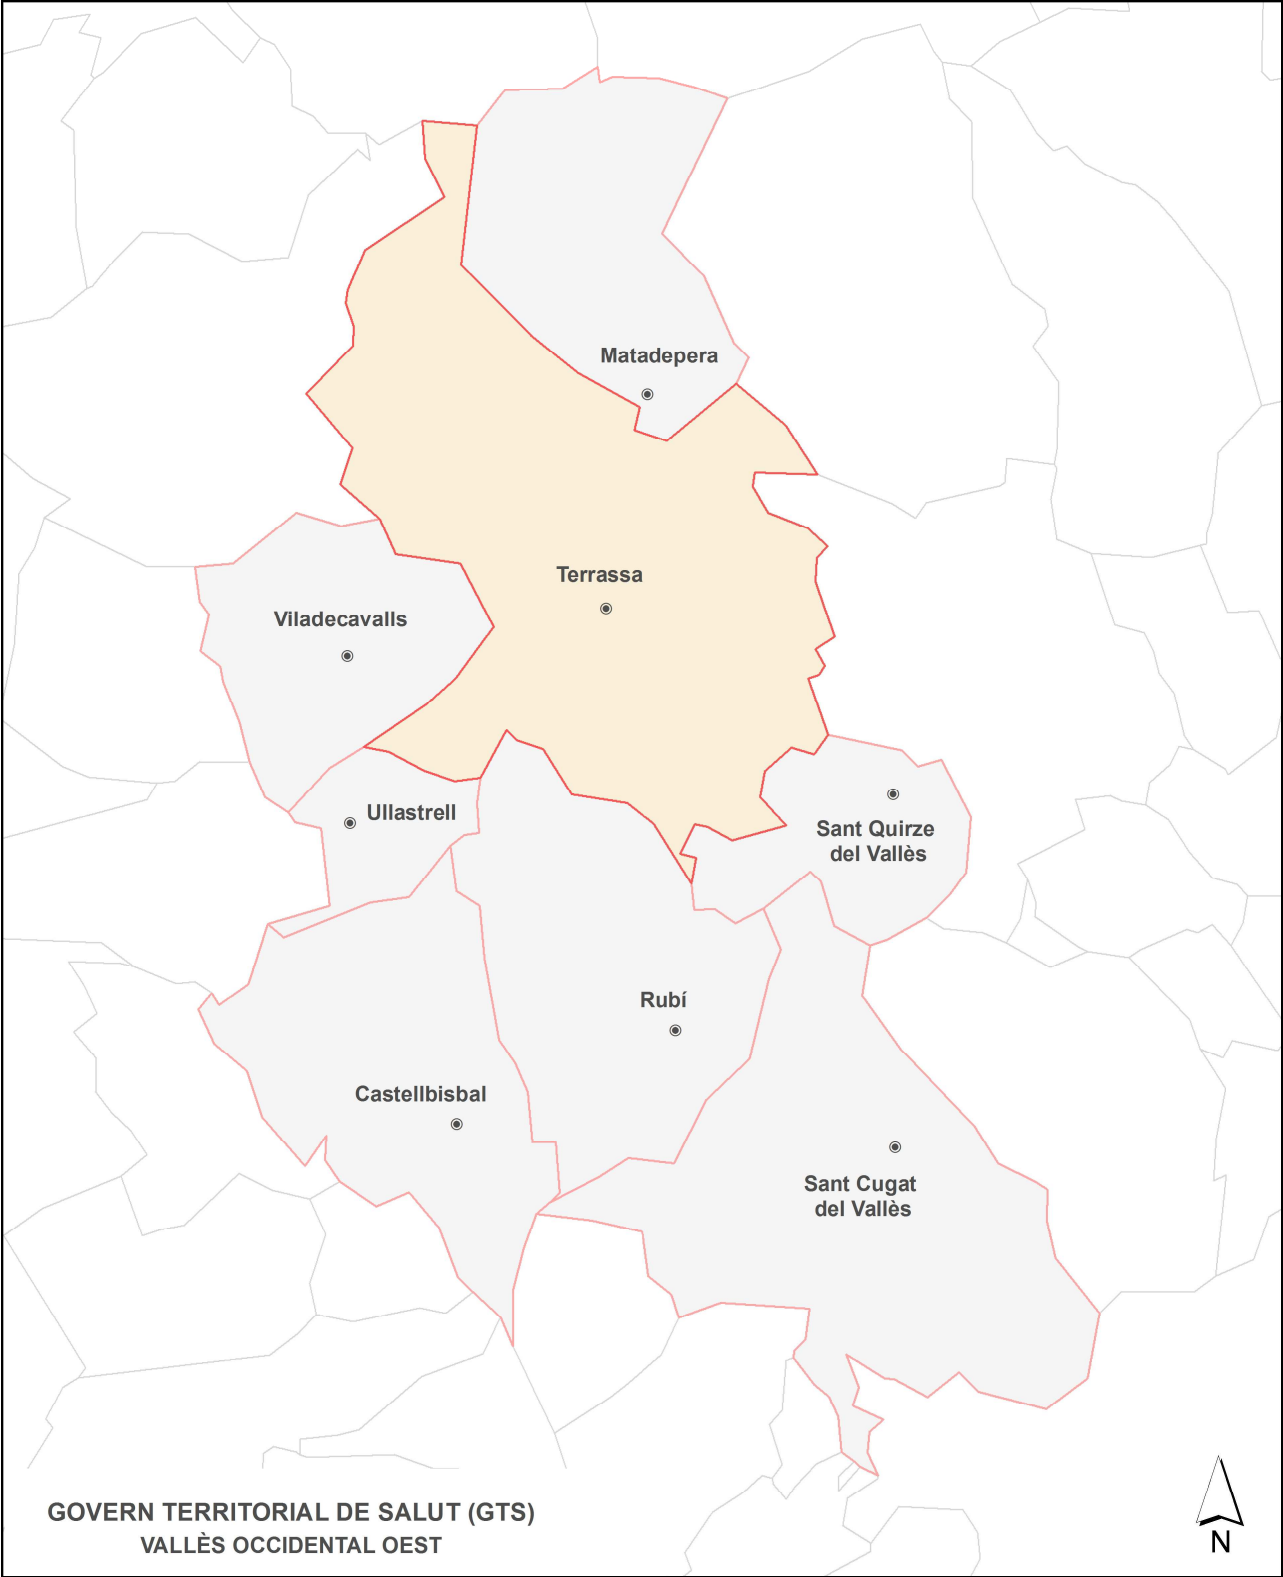 Matadepera
Terrassa
Viladecavalls
Ullastrell
Sant Quirze
del Vallès
Rubí
Castellbisbal
Sant Cugat
del Vallès
GOVERN TERRITORIAL DE SALUT (GTS)
VALLÈS OCCIDENTAL OEST
N